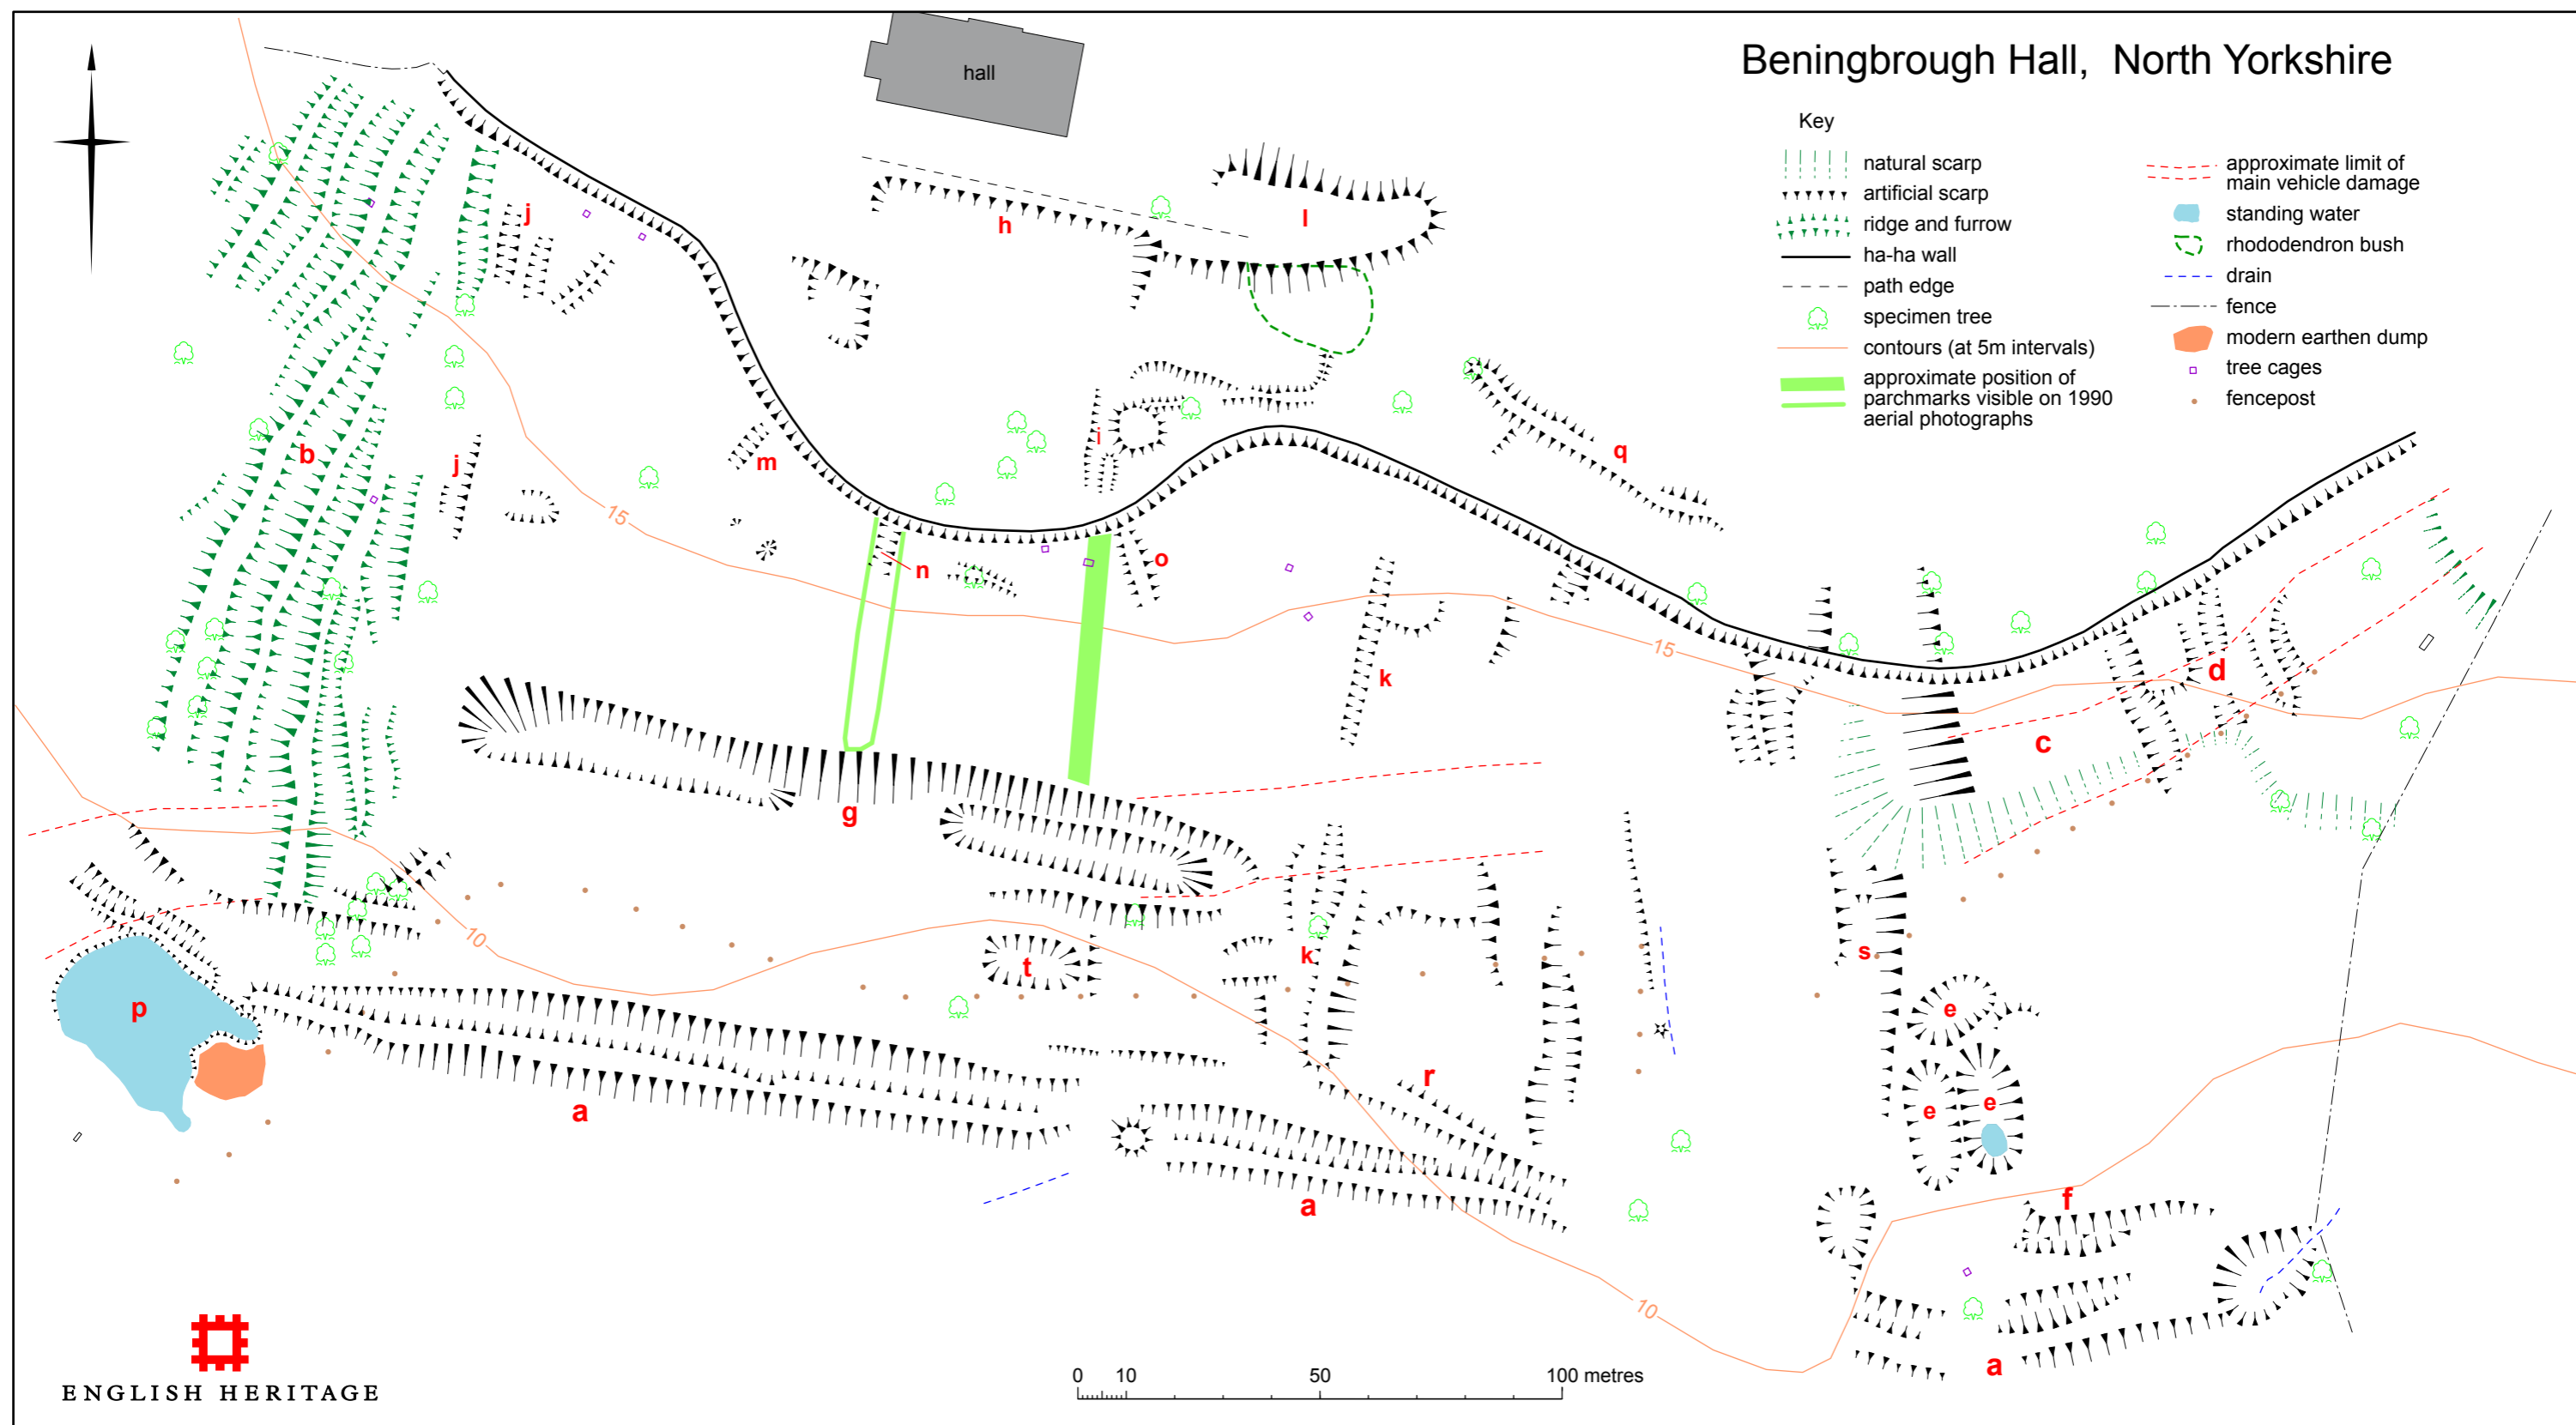 Beningbrough Hall, North Yorkshire
hall
Key
natural scarp
artificial scarp
ridge and furrow
ha-ha wall
path edge
specimen tree
contours (at 5m intervals)
approximate position of
parchmarks visible on 1990
aerial photographs
approximate limit of
main vehicle damage
standing water
rhododendron bush
drain
fence
modern earthen dump
tree cages
fencepost
j
h
l
b
j
m
i
q
n
o
15
15
k
d
c
g
10
k
s
t
p
e
r
a
e
e
a
f
10
a
0 10 50 100 metres
ENGLISH HERITAGE